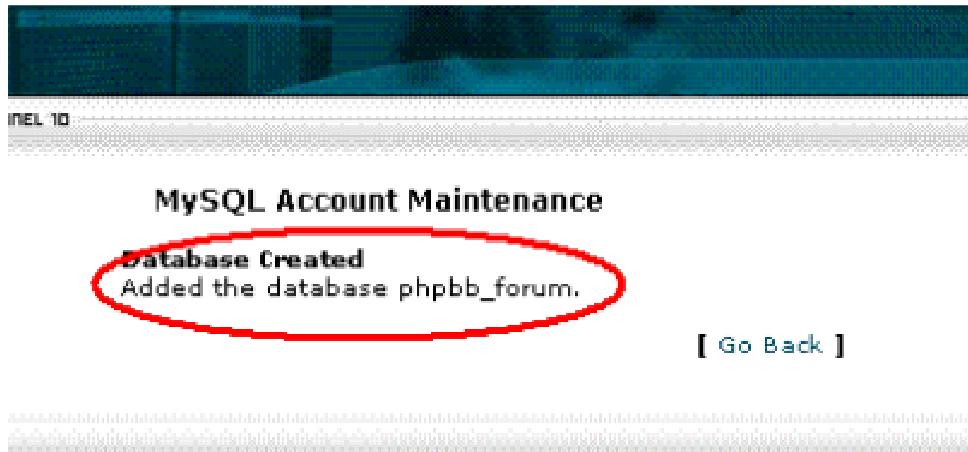 NEL 10
MySQL Account Maintenance
Database Created
Added the database phpbb_forum.
[ Go Back ]